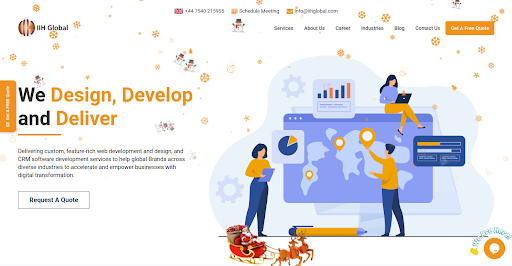 IIH Global
+44 7540 215955
Schedule Meeting
info@iihglobal.com
Services
About Us
Career
Industries
Blog
Contact Us
Get A Free Quote
Get A FREE Quote
We Design, Develop
and Deliver
Delivering custom, feature-rich web development and design, and
CRM software development services to help global Brands across
diverse industries to accelerate and empower businesses with
digital transformation.
Request A Quote
We Are Here!